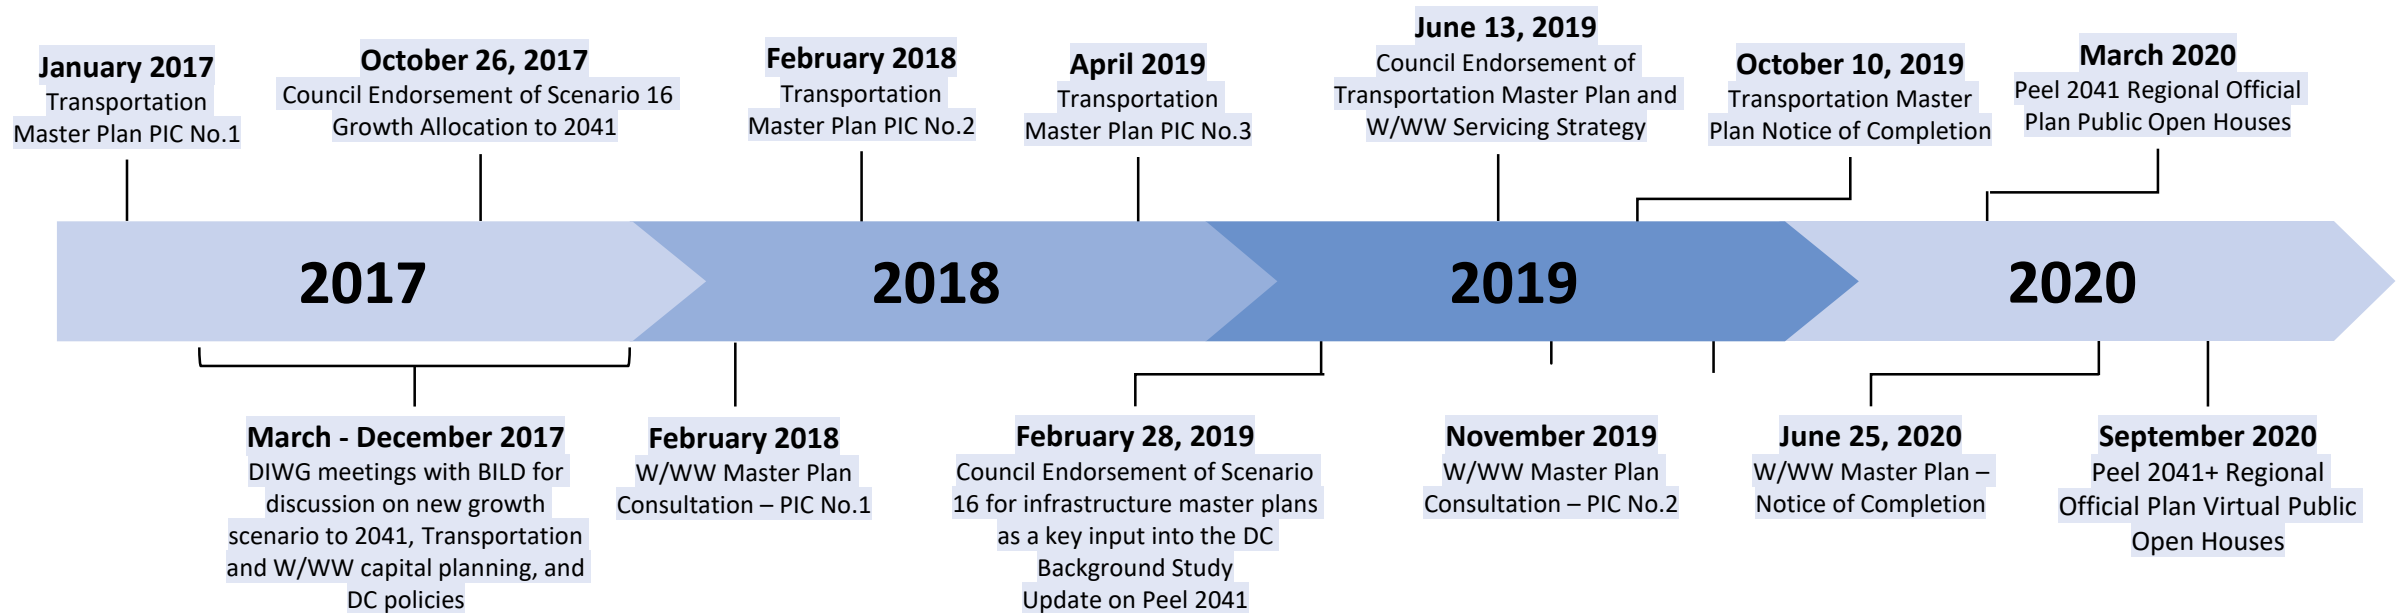 January 2017
Transportation
Master Plan PIC No.1
October 26, 2017
Council Endorsement of Scenario 16
Growth Allocation to 2041
February 2018
Transportation
Master Plan PIC No.2
April 2019
Transportation
Master Plan PIC No.3
June 13, 2019
Council Endorsement of
Transportation Master Plan and
W/WW Servicing Strategy
October 10, 2019
Transportation Master
Plan Notice of Completion
March 2020
Peel 2041 Regional Official
Plan Public Open Houses
2017
2018
2019
2020
March - December 2017
DIWG meetings with BILD for
discussion on new growth
scenario to 2041, Transportation
and W/WW capital planning, and
DC policies
February 2018
W/WW Master Plan
Consultation – PIC No.1
February 28, 2019
Council Endorsement of Scenario
16 for infrastructure master plans
as a key input into the DC
Background Study
Update on Peel 2041
November 2019
W/WW Master Plan
Consultation – PIC No.2
June 25, 2020
W/WW Master Plan –
Notice of Completion
September 2020
Peel 2041+ Regional
Official Plan Virtual Public
Open Houses